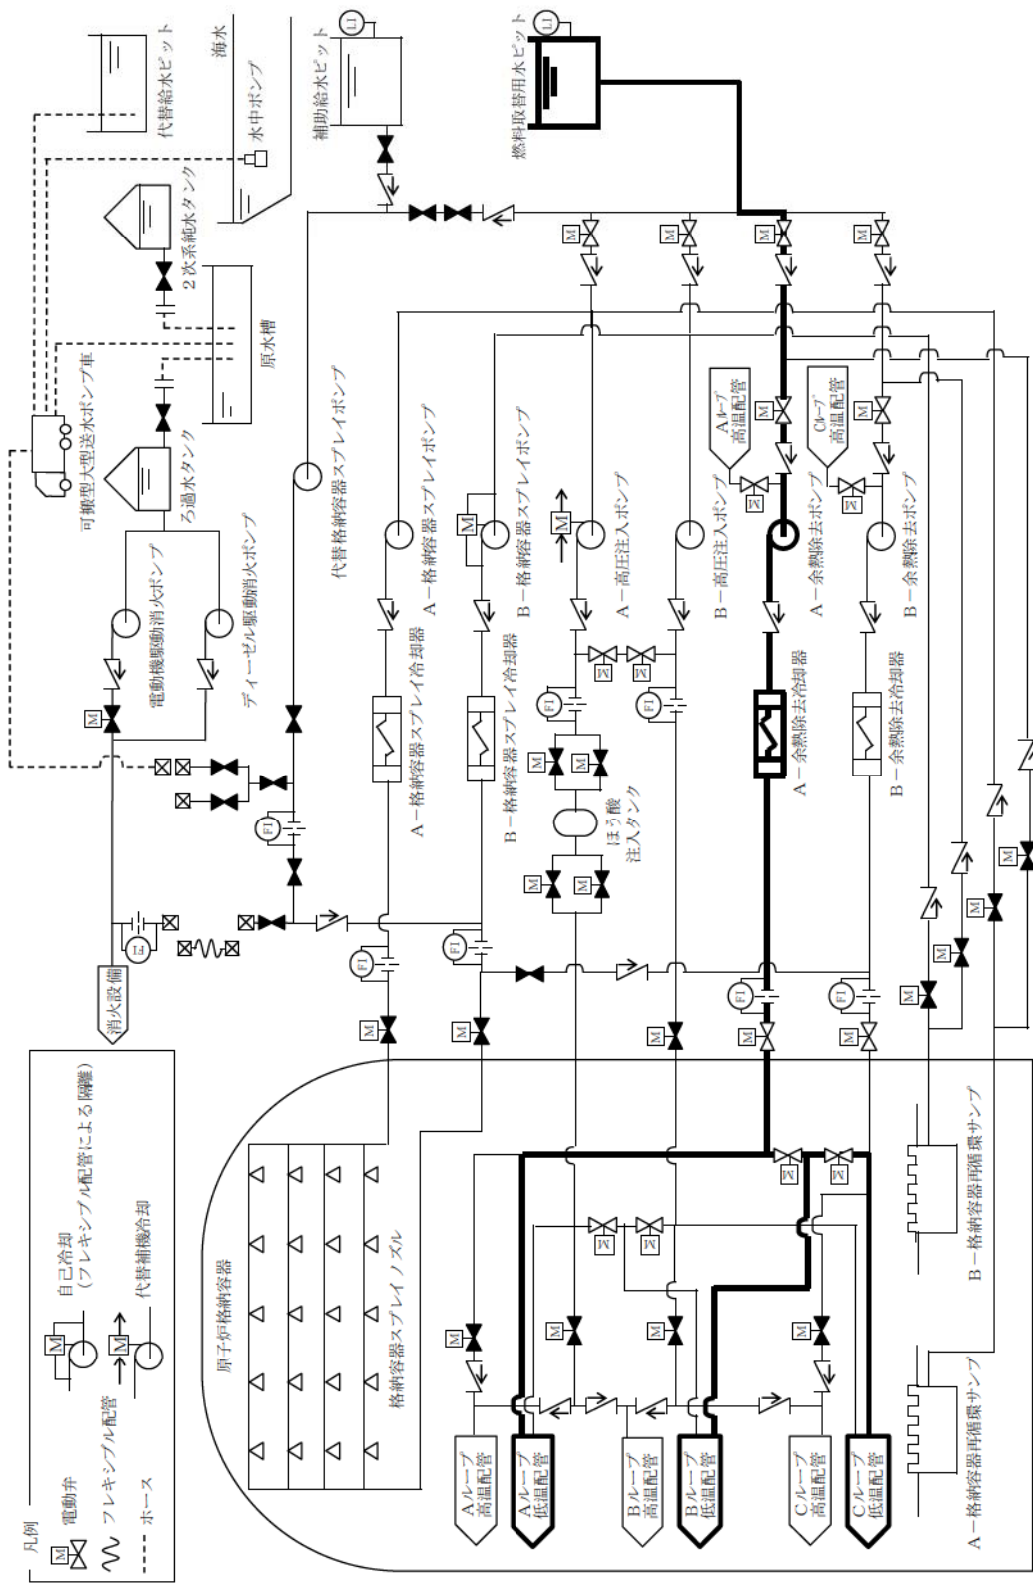 凡例
電動弁
フレキシブル配管
ホース
自己冷却
(フレキシブル配管による隔離)
代替補機冷却
M
M
M
代替給水ピット
海水
水中ポンプ
2次系純水タンク
原水槽
可搬型大型送水ポンプ車
ろ過水タンク
電動機駆動消火ポンプ
ディーゼル駆動消火ポンプ
消火設備
FI
M
補助給水ピット
LI
燃料取替用水ピット
LI
代替格納容器スプレイポンプ
FI
A-格納容器スプレイポンプ
A-格納容器スプレイ冷却器
FI
M
B-格納容器スプレイポンプ
M
B-格納容器スプレイ冷却器
FI
M
A-高圧注入ポンプ
M
M
FI
M
M
ほう酸
注入タンク
M
M
B-高圧注入ポンプ
M
M
M
FI
M
Aループ
高温配管
M
M
M
A-余熱除去ポンプ
A-余熱除去冷却器
FI
M
Cループ
高温配管
M
M
M
B-余熱除去ポンプ
B-余熱除去冷却器
FI
M
M
M
M
M
原子炉格納容器
格納容器スプレイノズル
M
M
M
M
M
M
M
M
Aループ
高温配管
Aループ
低温配管
Bループ
高温配管
Bループ
低温配管
Cループ
高温配管
Cループ
低温配管
B-格納容器再循環サンプ
A-格納容器再循環サンプ